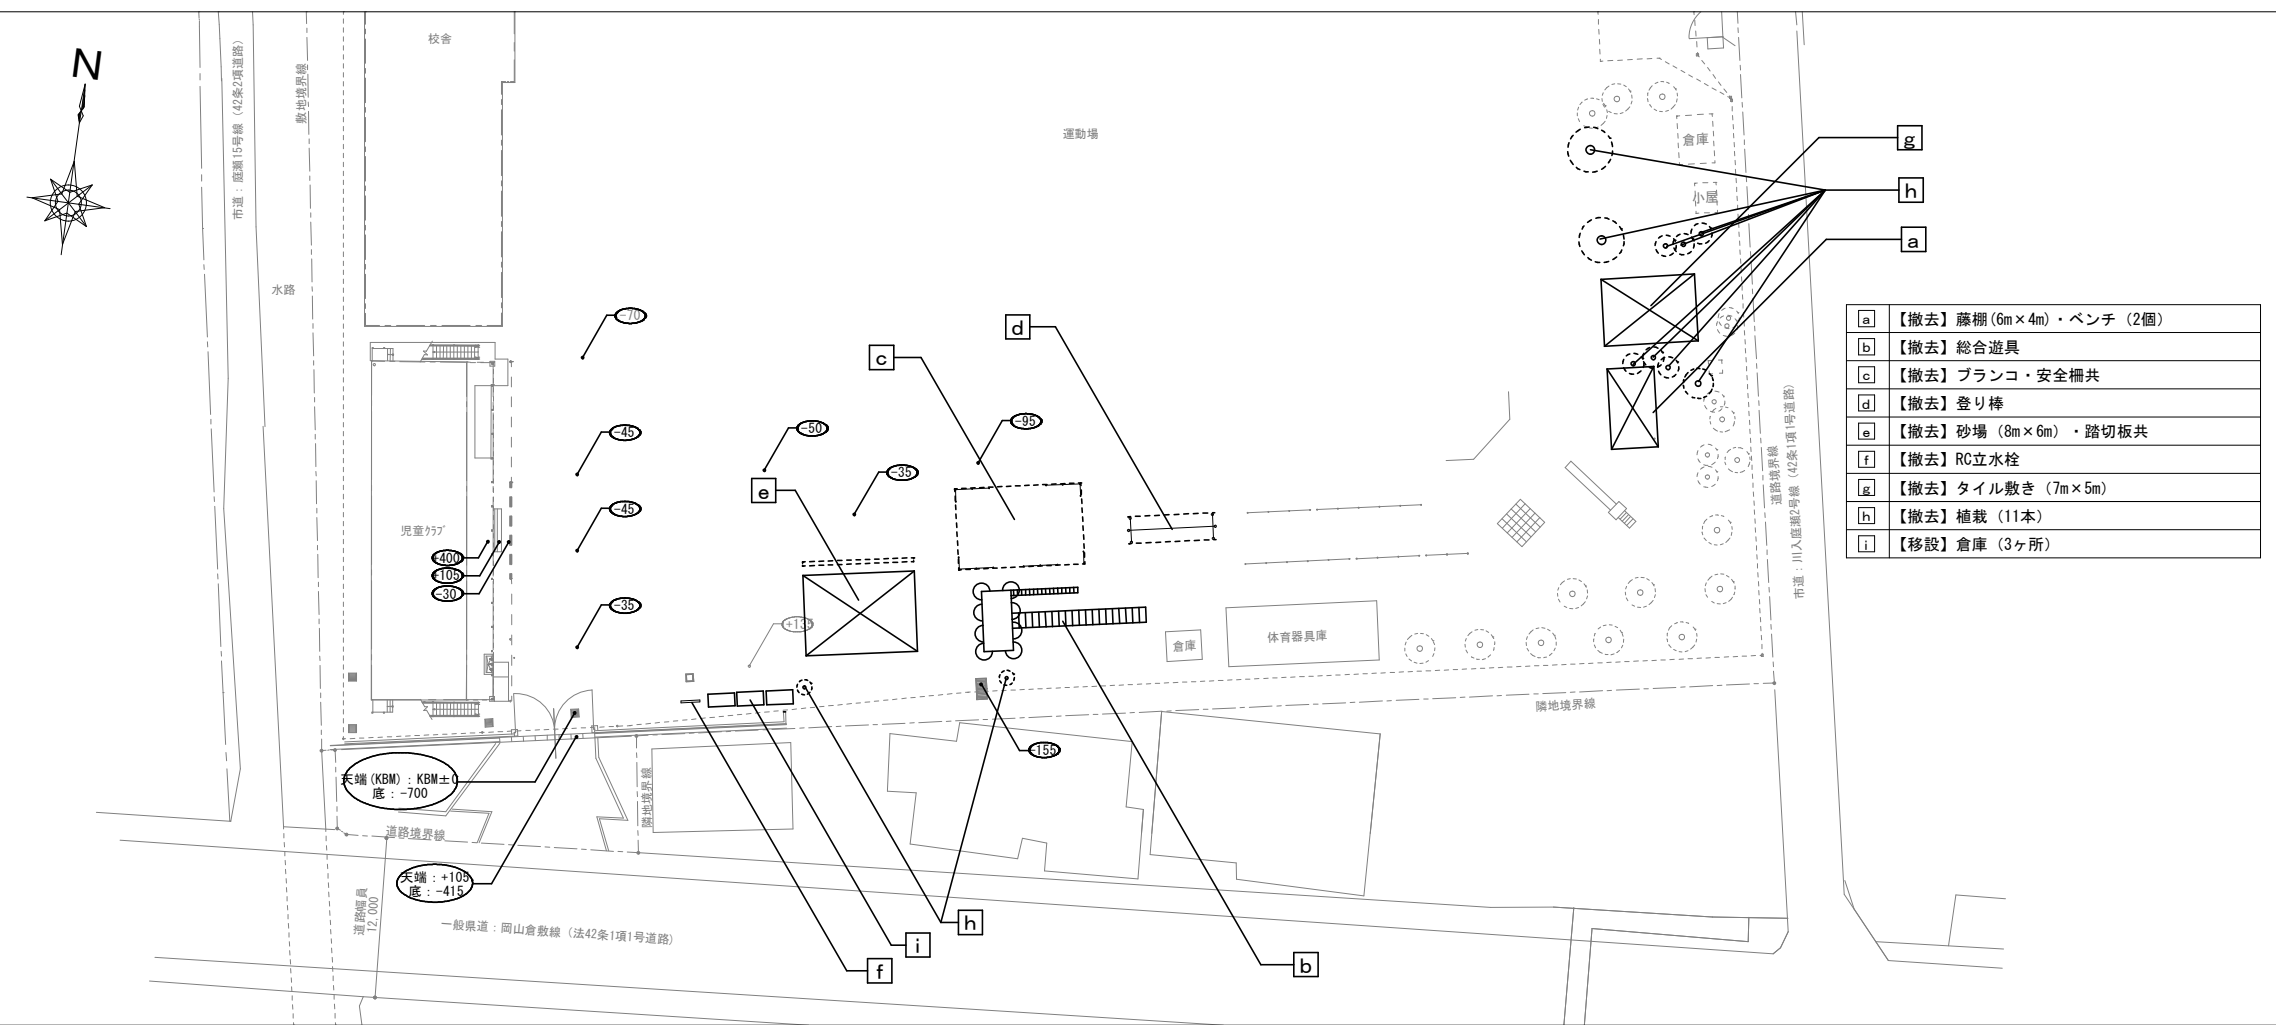 N
校舎
市道：庭瀬15号線（42条2項道路）
敷地境界線
運動場
倉庫
小屋
g
h
a
水路
-70
d
c
-45
-50
-95
-35
e
-45
児童ｸﾗﾌﾞ
+400
+105
-30
-35
+135
倉庫
体育器具庫
道路境界線
市道：川入庭瀬2号線（42条1項1号道路）
a 【撤去】藤棚(6m×4m)・ベンチ（2個）
b 【撤去】総合遊具
c 【撤去】ブランコ・安全柵共
d 【撤去】登り棒
e 【撤去】砂場（8m×6m）・踏切板共
f 【撤去】RC立水栓
g 【撤去】タイル敷き（7m×5m）
h 【撤去】植栽（11本）
i 【移設】倉庫（3ヶ所）
隣地境界線
-155
天端(KBM)：KBM±0
底：-700
隣地境界線
道路境界線
天端：+105
底：-415
道路幅員
12,000
一般県道：岡山倉敷線（法42条1項1号道路）
h
i
f
b